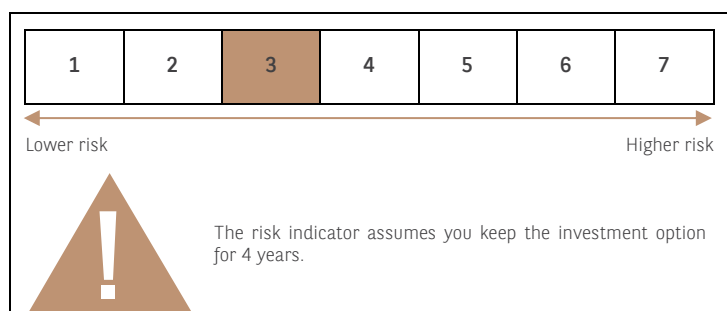 1 2 3 4 5 6 7
Lower risk Higher risk
!
The risk indicator assumes you keep the investment option
for 4 years.